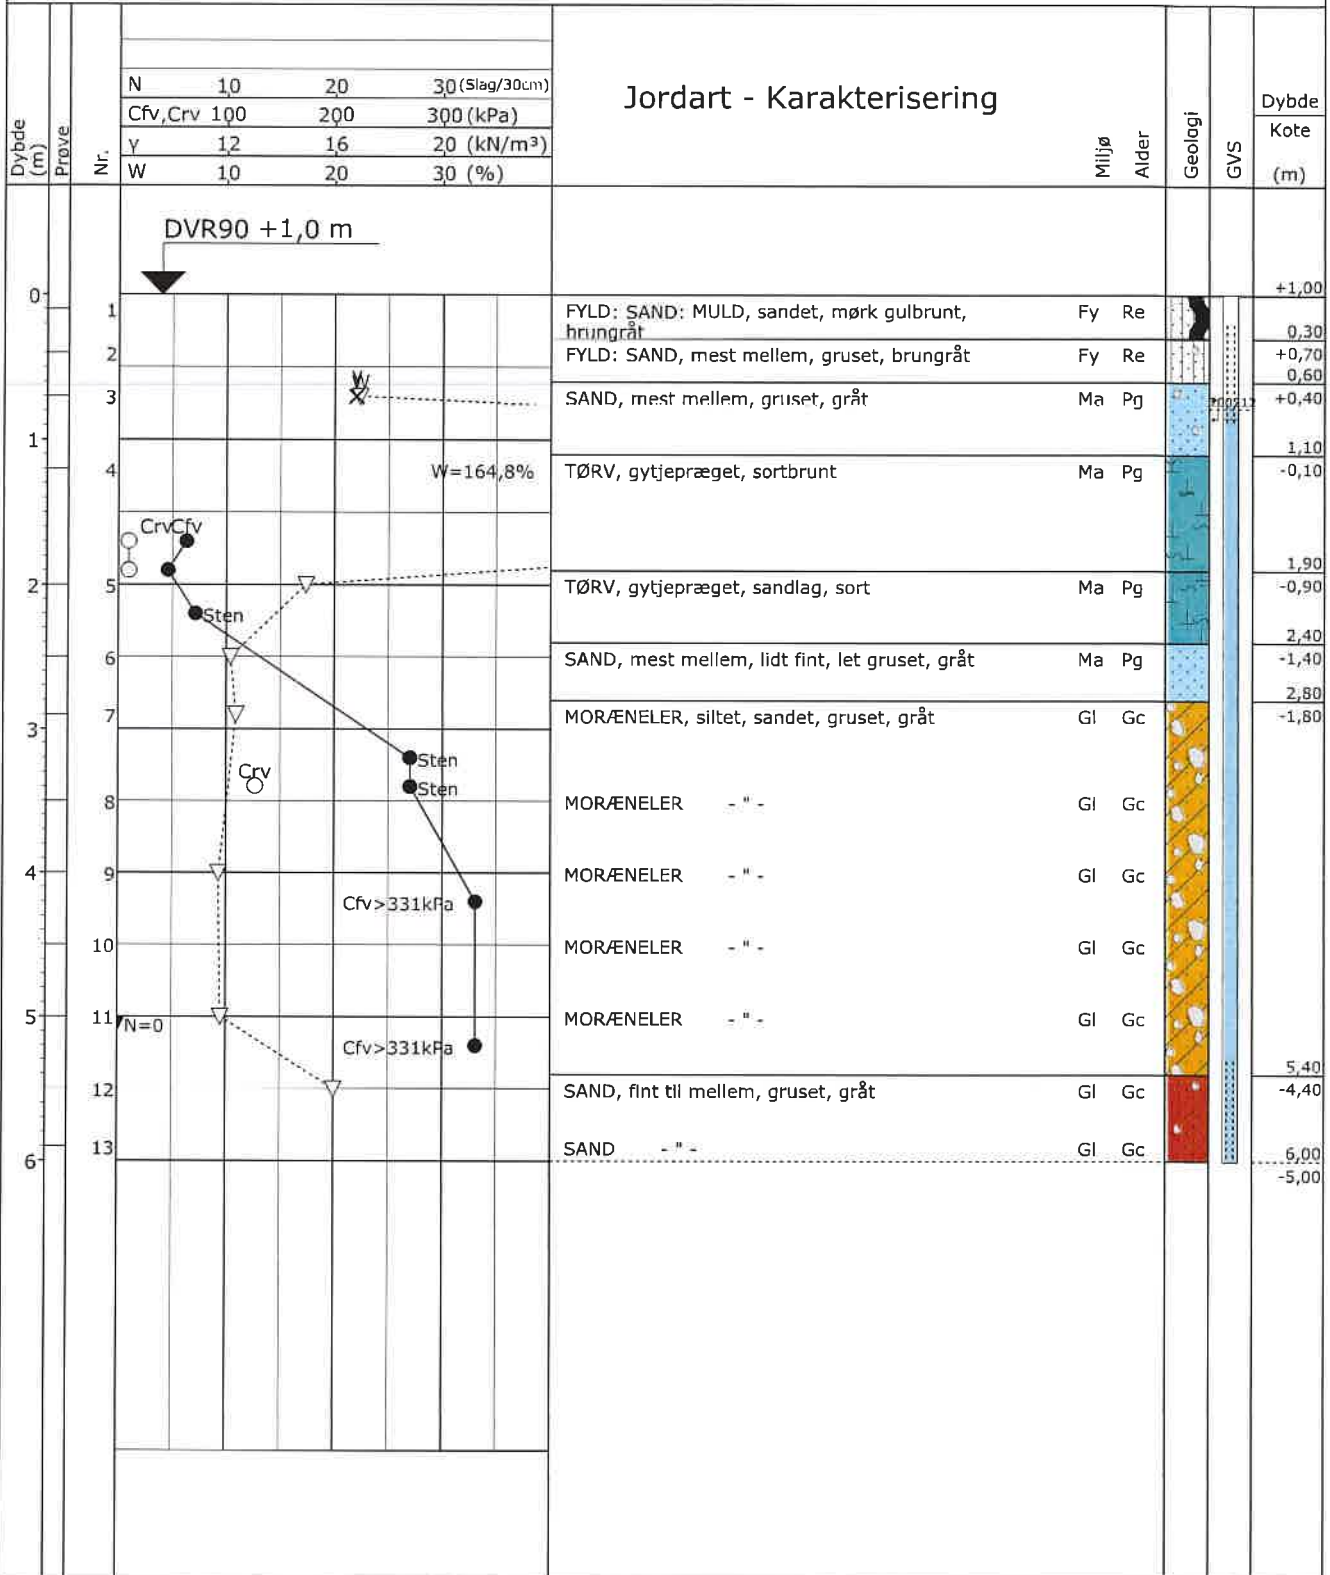 N 10 20 30 (Slag/30cm)
Cfv,Crv 100 200 300 (kPa)
γ 12 16 20 (kN/m³)
W 10 20 30 (%)
Dybde (m)
Prøve
Nr.
Jordart - Karakterisering
Miljø
Alder
Geologi
GVS
Dybde
Kote
(m)
DVR90 +1,0 m
+1,00
0
1 FYLD: SAND: MULD, sandet, mørk gulbrunt, Fy Re
brungråt 0,30
2 FYLD: SAND, mest mellem, gruset, brungråt Fy Re +0,70
0,60
W
3 SAND, mest mellem, gruset, gråt Ma Pg +0,40
1 1,10
4 W=164,8% TØRV, gytjepræget, sortbrunt Ma Pg -0,10
Crv Cfv
1,90
2 5 TØRV, gytjepræget, sandlag, sort Ma Pg -0,90
Sten
2,40
6 SAND, mest mellem, lidt fint, let gruset, gråt Ma Pg -1,40
2,80
7 MORÆNELER, siltet, sandet, gruset, gråt Gl Gc -1,80
3
Sten
Crv
Sten
8 MORÆNELER - " - Gl Gc
4 9 MORÆNELER - " - Gl Gc
Cfv>331kPa
10 MORÆNELER - " - Gl Gc
5 11 MORÆNELER - " - Gl Gc
N=0
Cfv>331kPa
5,40
12 SAND, fint til mellem, gruset, gråt Gl Gc -4,40
13 SAND - " - Gl Gc
6 6,00
-5,00